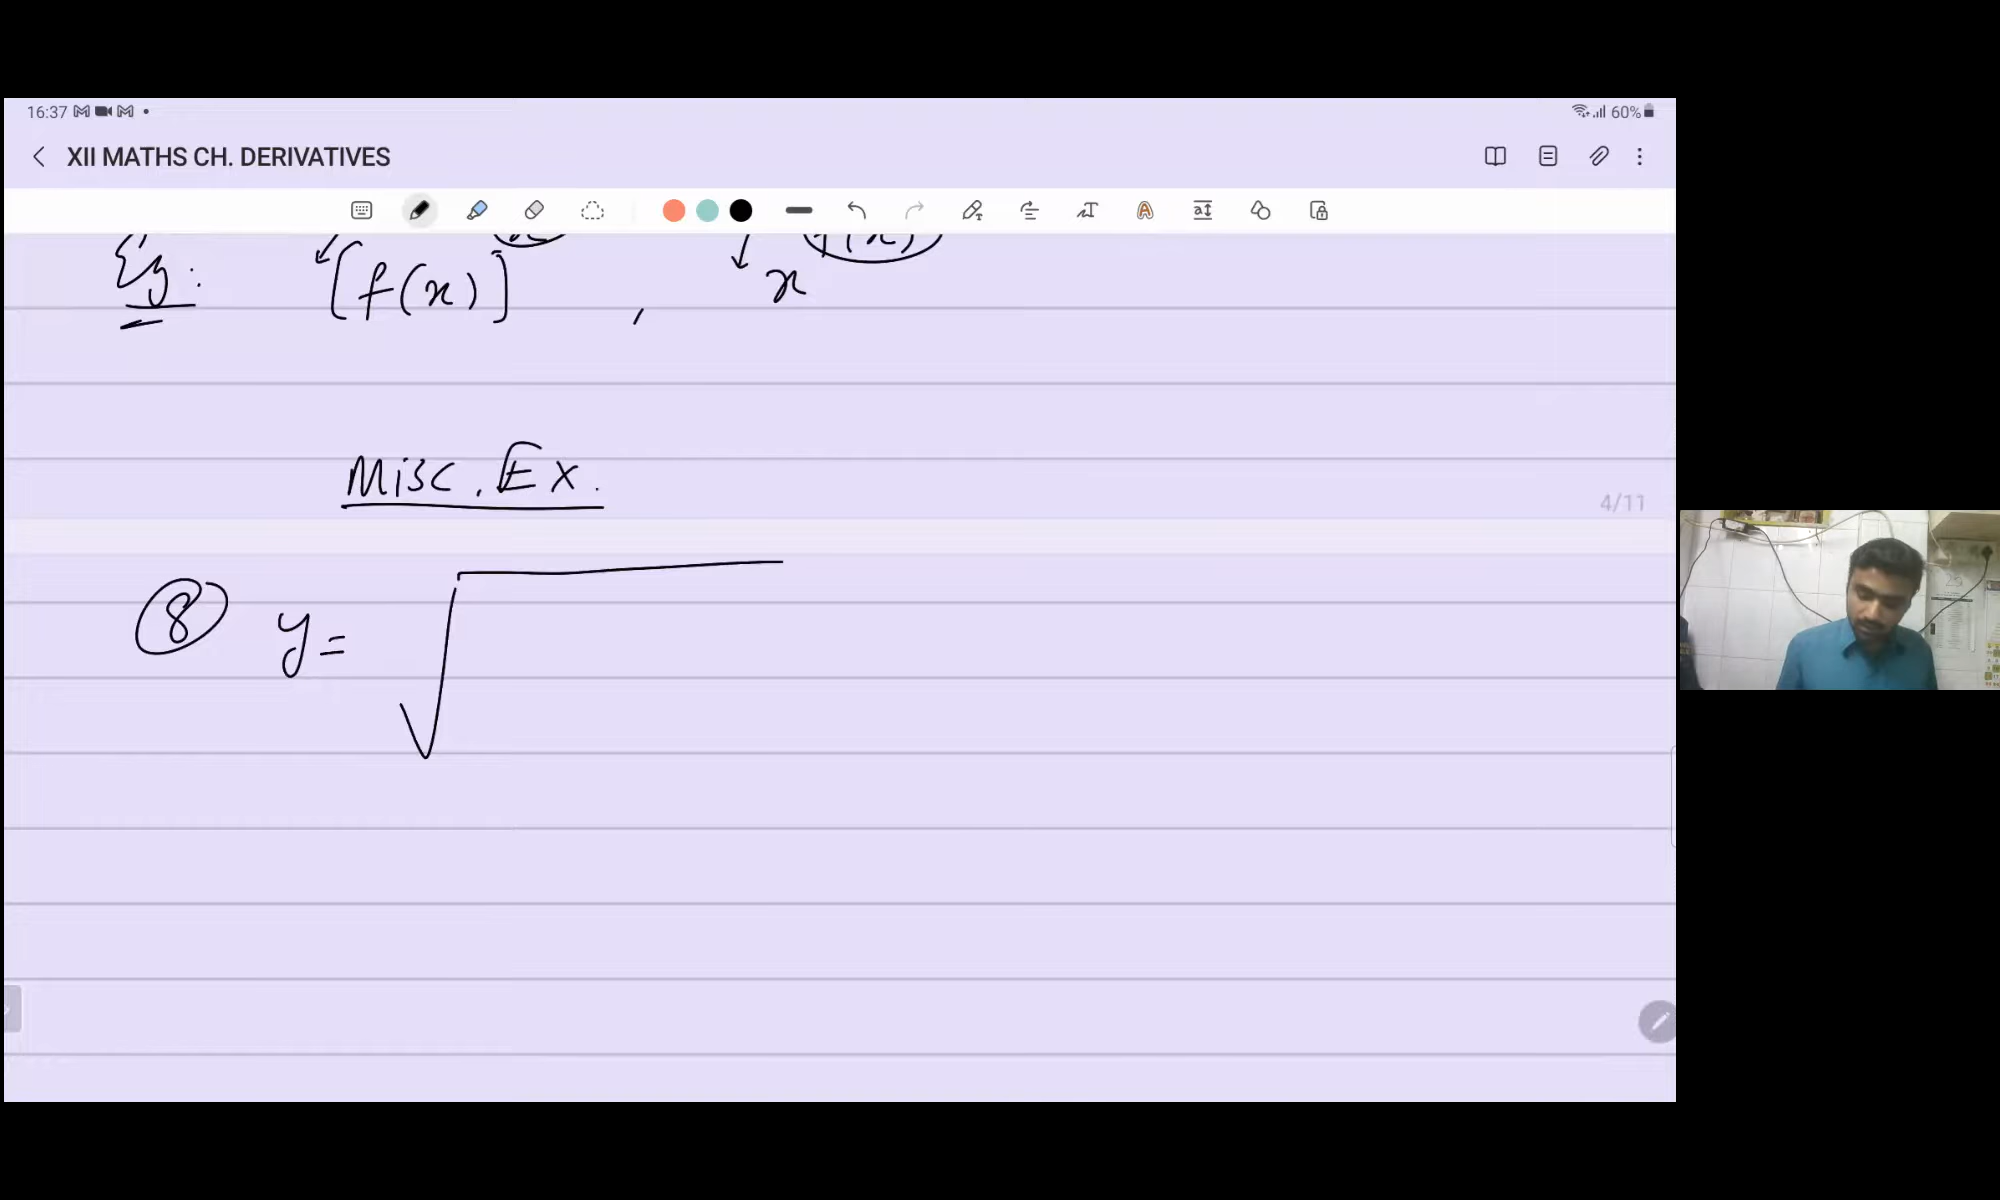 16:37 60%
XII MATHS CH. DERIVATIVES
Eg: [f(x)] , x f(x)
Misc. Ex.
4/11
8 y = √